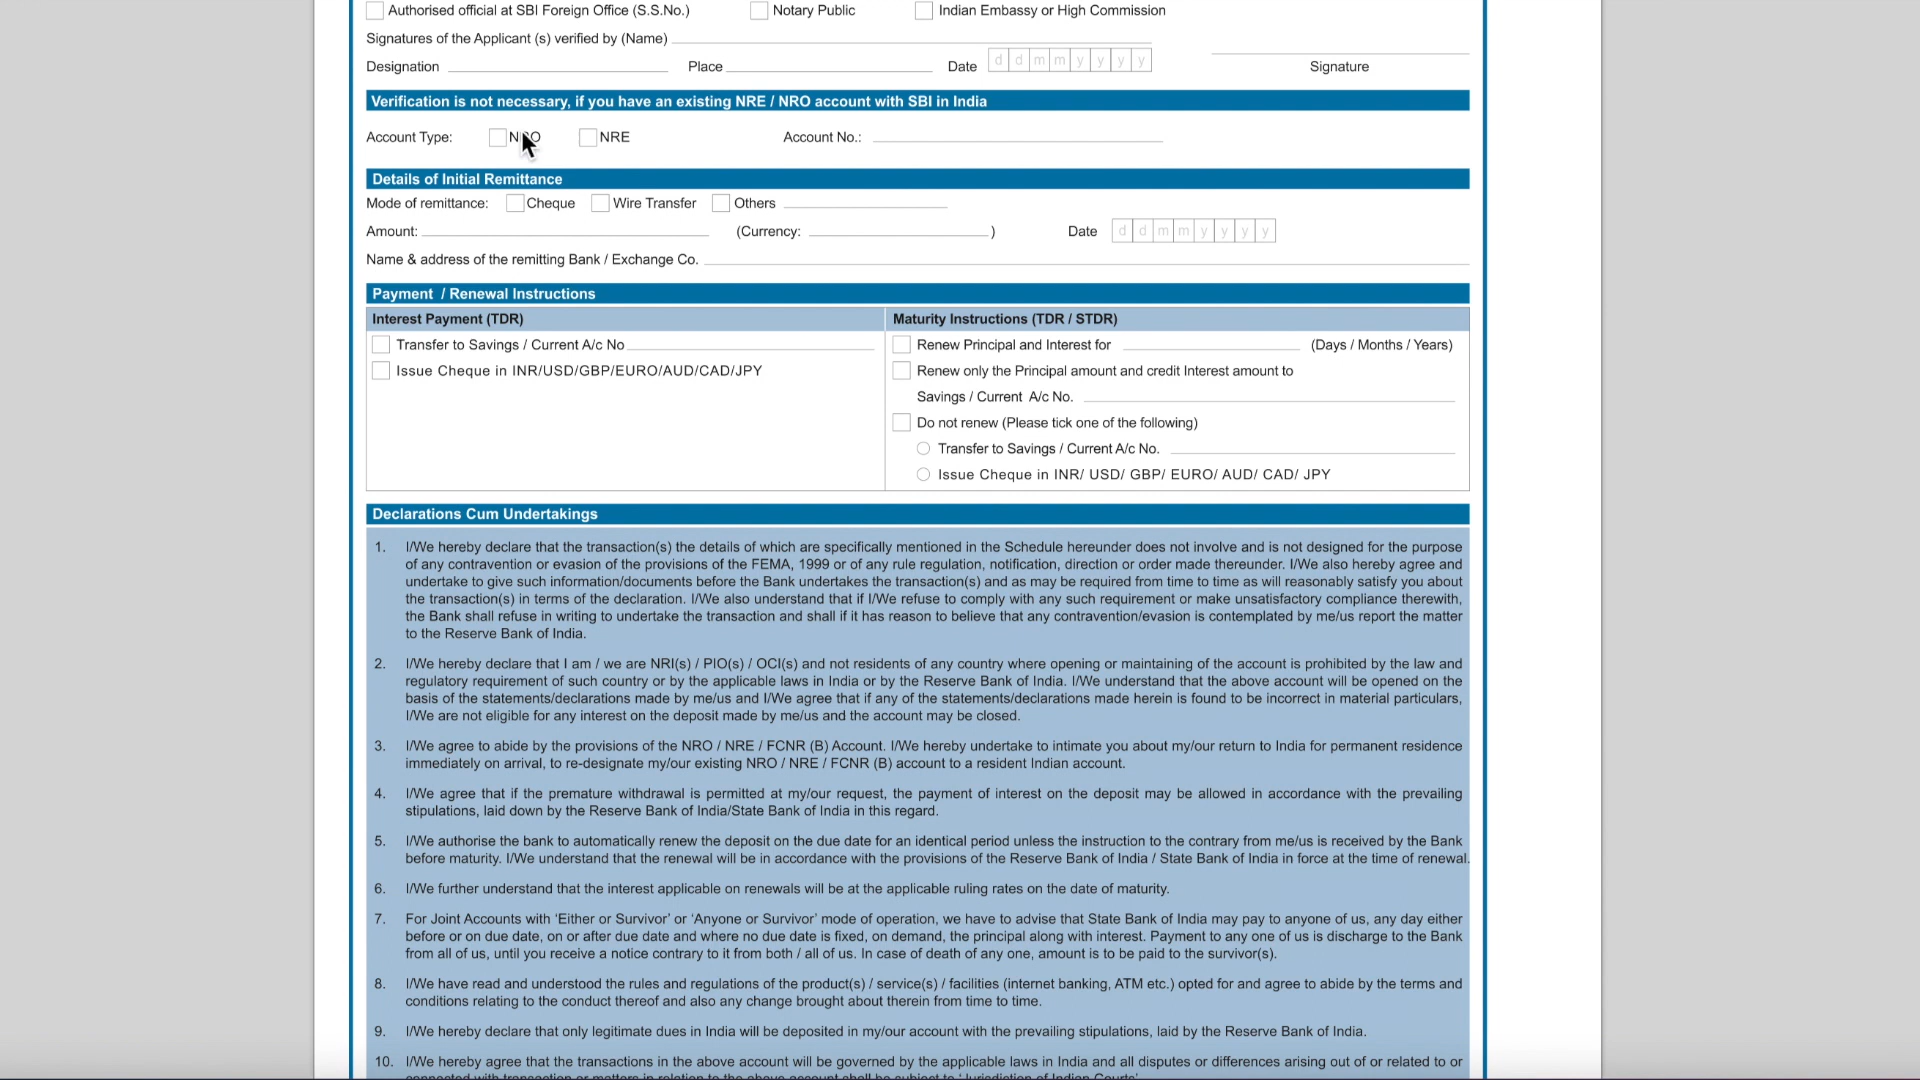 Authorised official at SBI Foreign Office (S.S.No.) Notary Public Indian Embassy or High Commission
Signatures of the Applicant (s) verified by (Name)
Designation Place Date d d m m y y y y Signature
Verification is not necessary, if you have an existing NRE / NRO account with SBI in India
Account Type: NRO NRE Account No.:
Details of Initial Remittance
Mode of remittance: Cheque Wire Transfer Others
Amount: (Currency: ) Date d d m m y y y y
Name & address of the remitting Bank / Exchange Co.
Payment / Renewal Instructions
Interest Payment (TDR)
Transfer to Savings / Current A/c No
Issue Cheque in INR/USD/GBP/EURO/AUD/CAD/JPY
Maturity Instructions (TDR / STDR)
Renew Principal and Interest for (Days / Months / Years)
Renew only the Principal amount and credit Interest amount to
Savings / Current A/c No.
Do not renew (Please tick one of the following)
Transfer to Savings / Current A/c No.
Issue Cheque in INR/ USD/ GBP/ EURO/ AUD/ CAD/ JPY
Declarations Cum Undertakings
1. I/We hereby declare that the transaction(s) the details of which are specifically mentioned in the Schedule hereunder does not involve and is not designed for the purpose
of any contravention or evasion of the provisions of the FEMA, 1999 or of any rule regulation, notification, direction or order made thereunder. I/We also hereby agree and
undertake to give such information/documents before the Bank undertakes the transaction(s) and as may be required from time to time as will reasonably satisfy you about
the transaction(s) in terms of the declaration. I/We also understand that if I/We refuse to comply with any such requirement or make unsatisfactory compliance therewith,
the Bank shall refuse in writing to undertake the transaction and shall if it has reason to believe that any contravention/evasion is contemplated by me/us report the matter
to the Reserve Bank of India.
2. I/We hereby declare that I am / we are NRI(s) / PIO(s) / OCI(s) and not residents of any country where opening or maintaining of the account is prohibited by the law and
regulatory requirement of such country or by the applicable laws in India or by the Reserve Bank of India. I/We understand that the above account will be opened on the
basis of the statements/declarations made by me/us and I/We agree that if any of the statements/declarations made herein is found to be incorrect in material particulars,
I/We are not eligible for any interest on the deposit made by me/us and the account may be closed.
3. I/We agree to abide by the provisions of the NRO / NRE / FCNR (B) Account. I/We hereby undertake to intimate you about my/our return to India for permanent residence
immediately on arrival, to re-designate my/our existing NRO / NRE / FCNR (B) account to a resident Indian account.
4. I/We agree that if the premature withdrawal is permitted at my/our request, the payment of interest on the deposit may be allowed in accordance with the prevailing
stipulations, laid down by the Reserve Bank of India/State Bank of India in this regard.
5. I/We authorise the bank to automatically renew the deposit on the due date for an identical period unless the instruction to the contrary from me/us is received by the Bank
before maturity. I/We understand that the renewal will be in accordance with the provisions of the Reserve Bank of India / State Bank of India in force at the time of renewal.
6. I/We further understand that the interest applicable on renewals will be at the applicable ruling rates on the date of maturity.
7. For Joint Accounts with ‘Either or Survivor’ or ‘Anyone or Survivor’ mode of operation, we have to advise that State Bank of India may pay to anyone of us, any day either
before or on due date, on or after due date and where no due date is fixed, on demand, the principal along with interest. Payment to any one of us is discharge to the Bank
from all of us, until you receive a notice contrary to it from both / all of us. In case of death of any one, amount is to be paid to the survivor(s).
8. I/We have read and understood the rules and regulations of the product(s) / service(s) / facilities (internet banking, ATM etc.) opted for and agree to abide by the terms and
conditions relating to the conduct thereof and also any change brought about therein from time to time.
9. I/We hereby declare that only legitimate dues in India will be deposited in my/our account with the prevailing stipulations, laid by the Reserve Bank of India.
10. I/We hereby agree that the transactions in the above account will be governed by the applicable laws in India and all disputes or differences arising out of or related to or
connected with transaction or matters in relation to the above account shall be subject to ‘Jurisdiction of Indian Courts’.